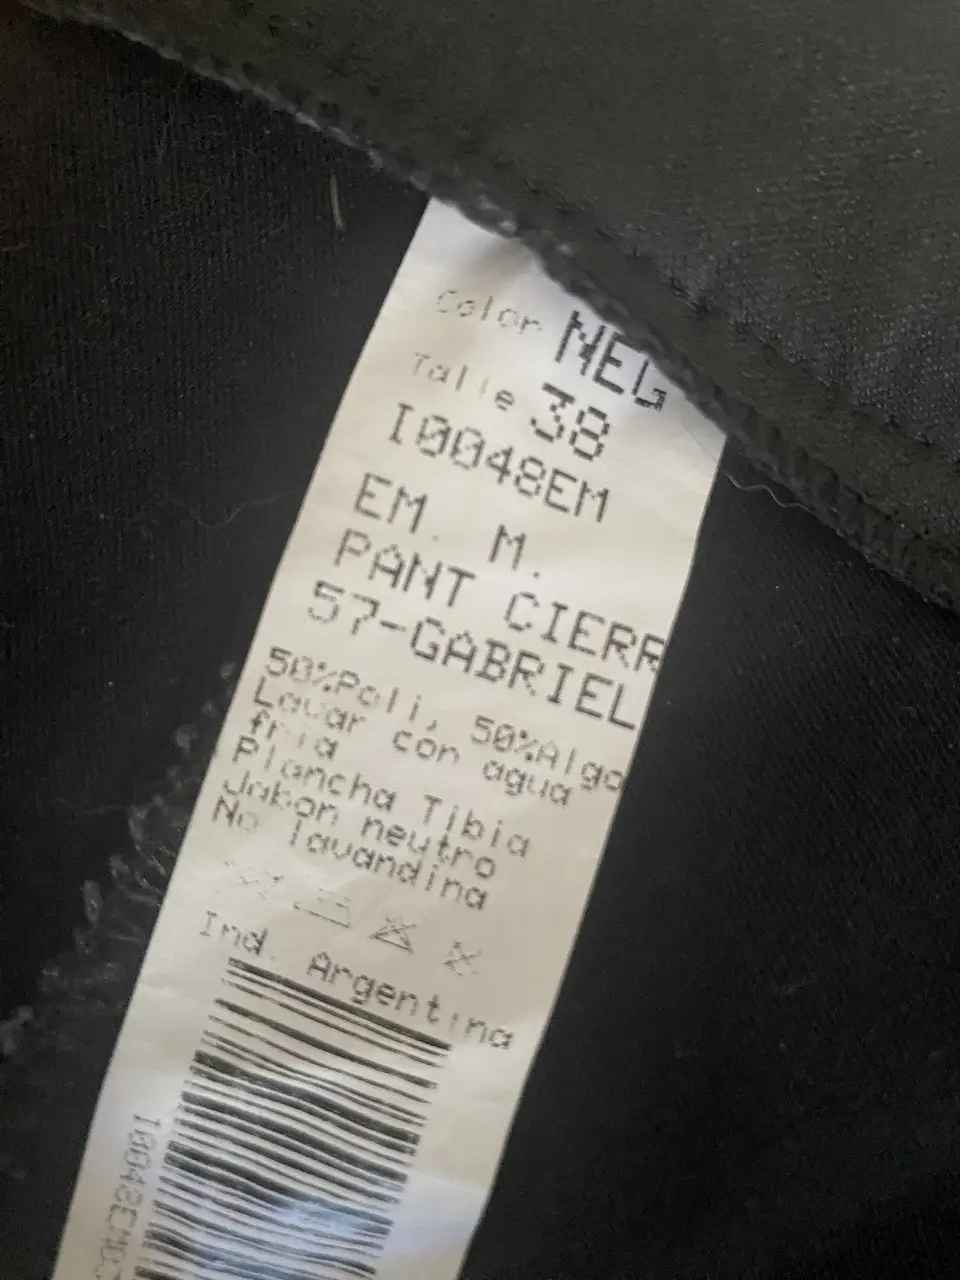 Color NEG
Talle 38
I0048EM
EM. M.
PANT CIERR
57-GABRIEL
50%Poli, 50%Algo
Lavar con agua
fria
Plancha Tibia
Jabon neutro
No lavandina
Ind. Argentina